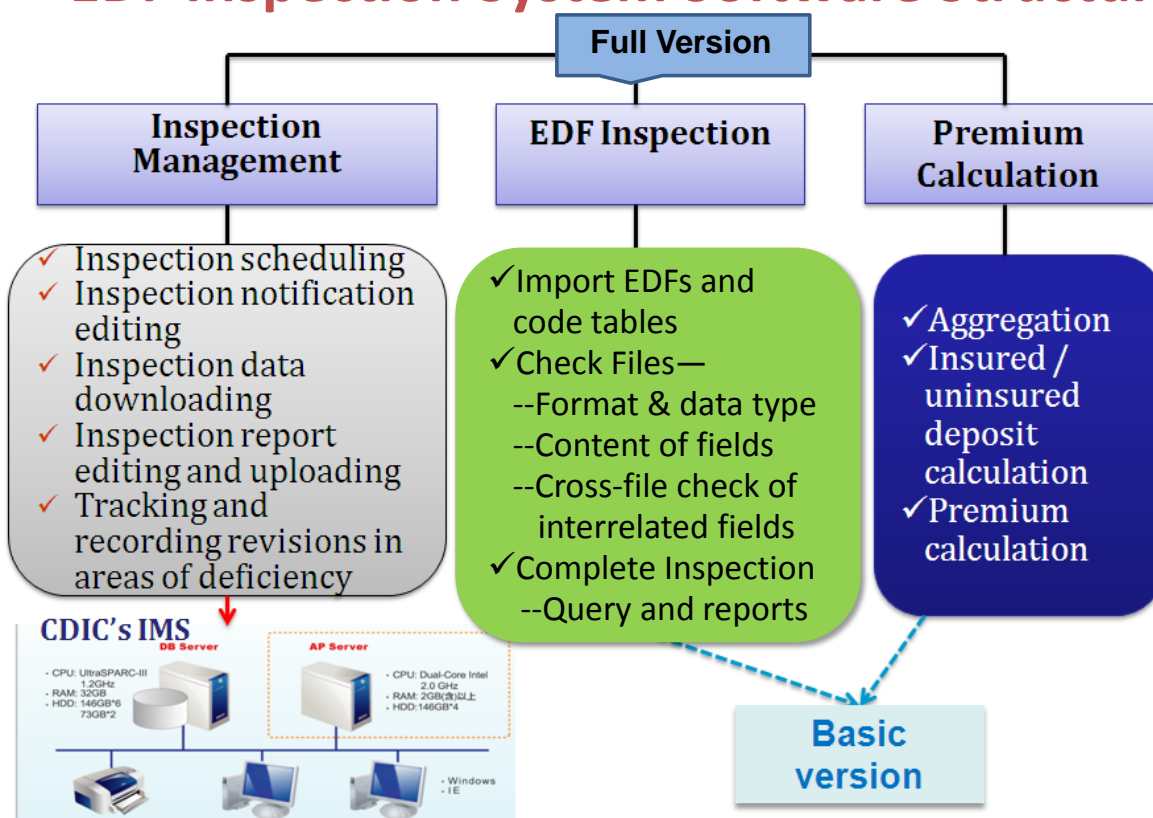 EDF Inspection System Software Structur
Full Version
Inspection
Management
EDF Inspection
Premium
Calculation
✓ Inspection scheduling
✓ Inspection notification
editing
✓ Inspection data
downloading
✓ Inspection report
editing and uploading
✓ Tracking and
recording revisions in
areas of deficiency
✓Import EDFs and
code tables
✓Check Files—
--Format & data type
--Content of fields
--Cross-file check of
interrelated fields
✓Complete Inspection
--Query and reports
✓Aggregation
✓Insured /
uninsured
deposit
calculation
✓Premium
calculation
CDIC's IMS
DB Server
• CPU: UltraSPARC-III
1.2GHz
• RAM: 32GB
• HDD: 146GB*6
73GB*2
AP Server
• CPU: Dual-Core Intel
2.0 GHz
• RAM: 2GB(含)以上
• HDD:146GB*4
• Windows
• IE
Basic
version